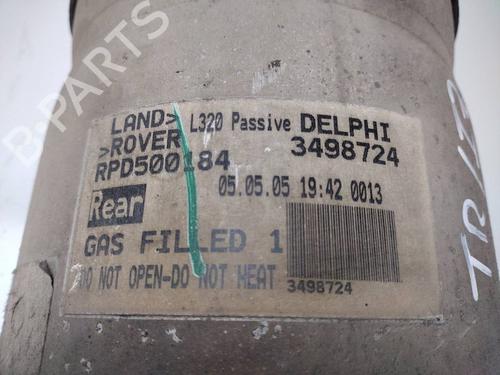 B-PARTS
LAND> L320 Passive DELPHI
>ROVER 3498724
RPD500184
05.05.05 19:42 0013
Rear
GAS FILLED 1
DO NOT OPEN-DO NOT HEAT 3498724